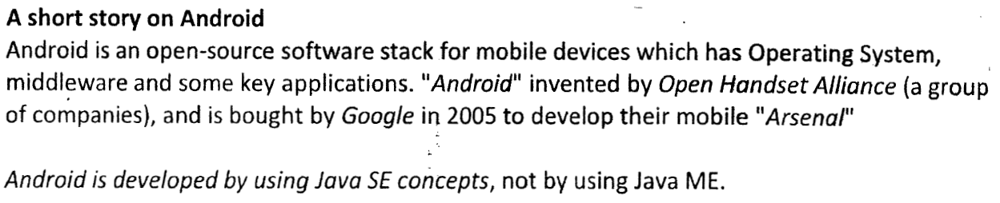 A short story on Android
Android is an open-source software stack for mobile devices which has Operating System,
middleware and some key applications. "Android" invented by Open Handset Alliance (a group
of companies), and is bought by Google in 2005 to develop their mobile "Arsenal"
Android is developed by using Java SE concepts, not by using Java ME.